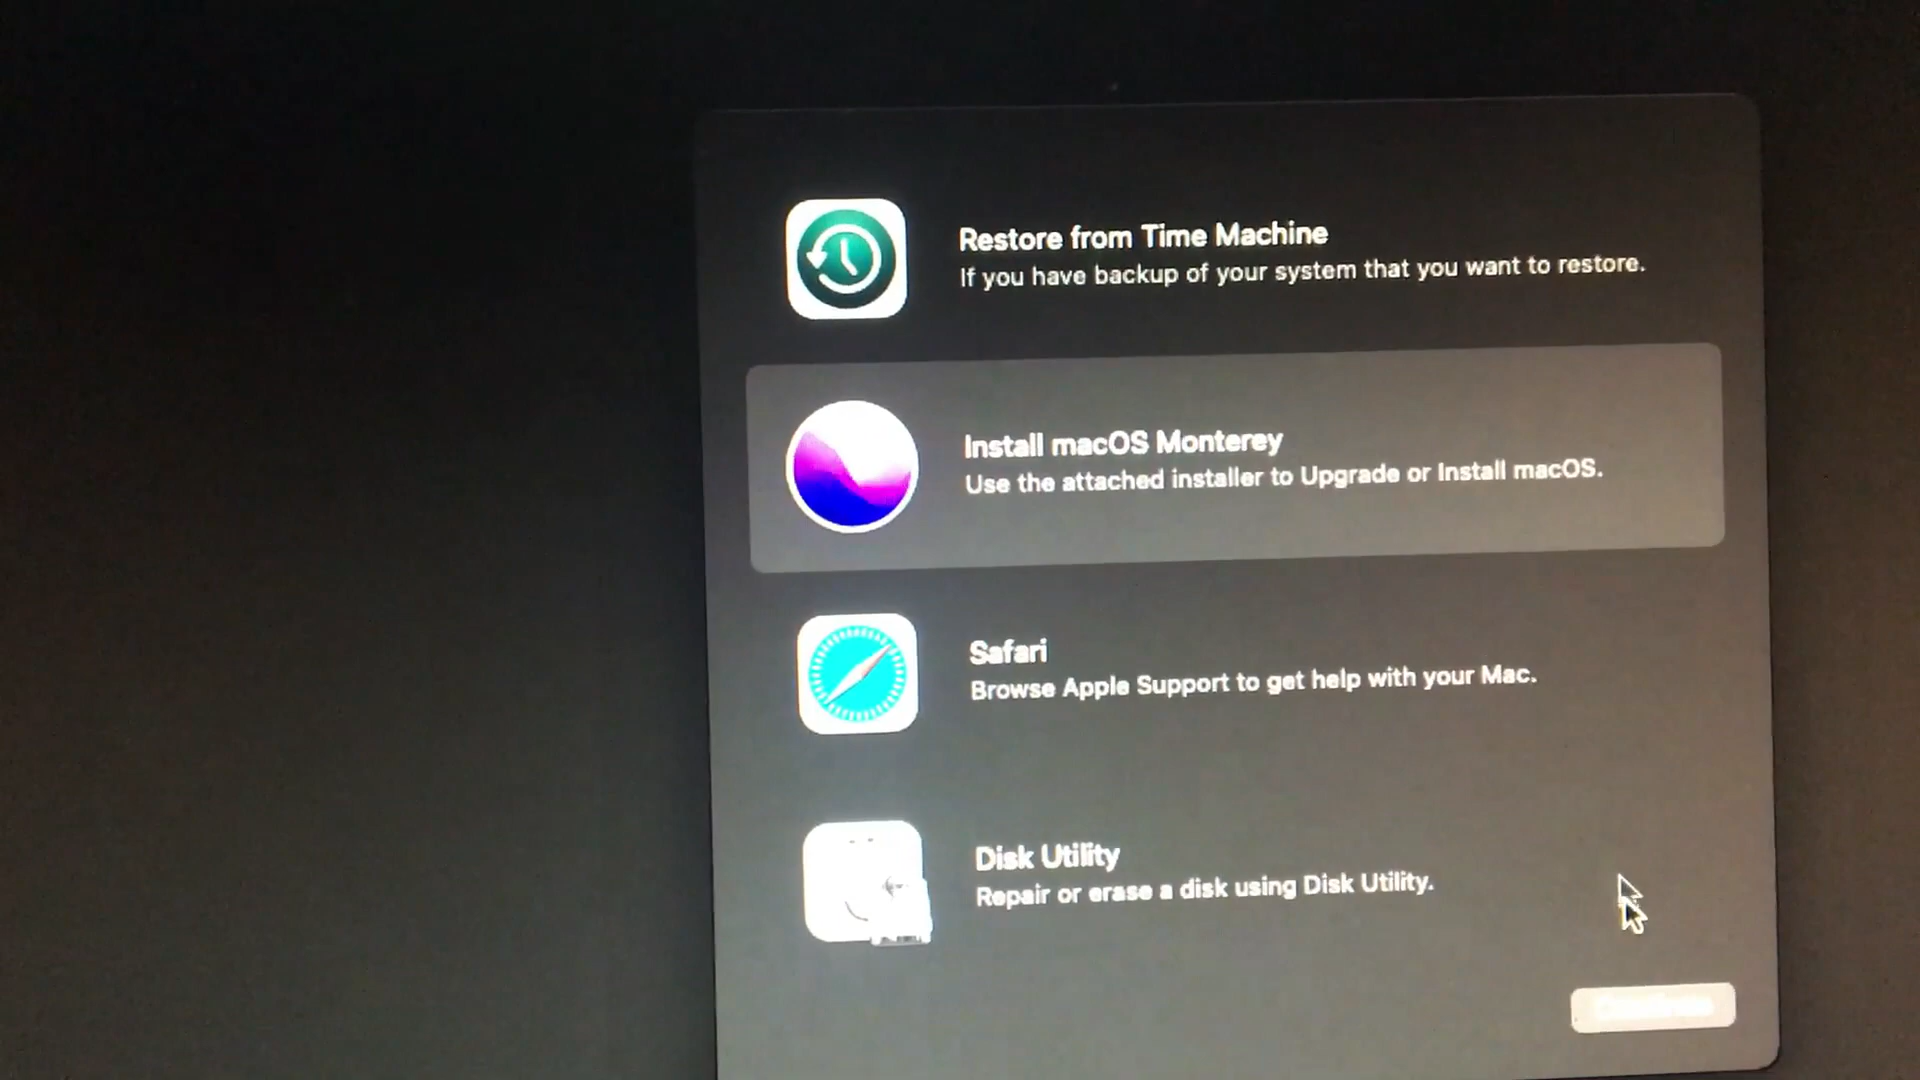 Restore from Time Machine
If you have backup of your system that you want to restore.
Install macOS Monterey
Use the attached installer to Upgrade or Install macOS.
Safari
Browse Apple Support to get help with your Mac.
Disk Utility
Repair or erase a disk using Disk Utility.